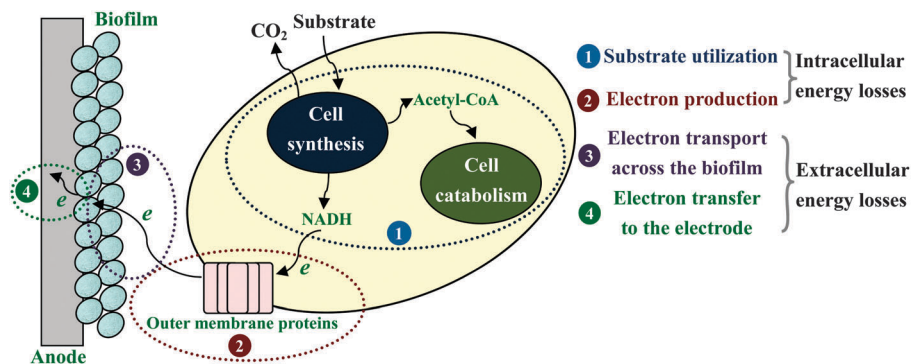 Biofilm
CO2
Substrate
Cell
synthesis
Acetyl-CoA
Cell
catabolism
NADH
1
e
Outer membrane proteins
2
3
4
e
e
Anode
1 Substrate utilization
2 Electron production
Intracellular
energy losses
3 Electron transport
across the biofilm
4 Electron transfer
to the electrode
Extracellular
energy losses